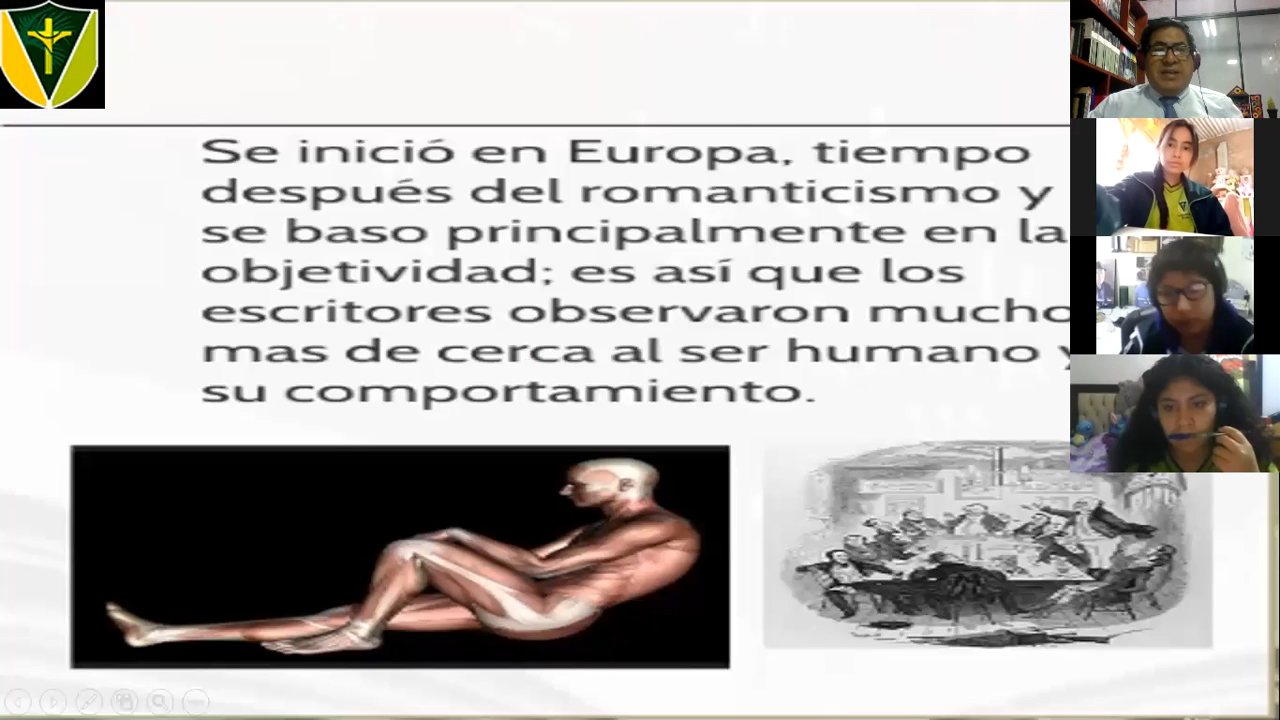 Se inició en Europa, tiempo
después del romanticismo y
se baso principalmente en la
objetividad; es así que los
escritores observaron mucho
mas de cerca al ser humano y
su comportamiento.